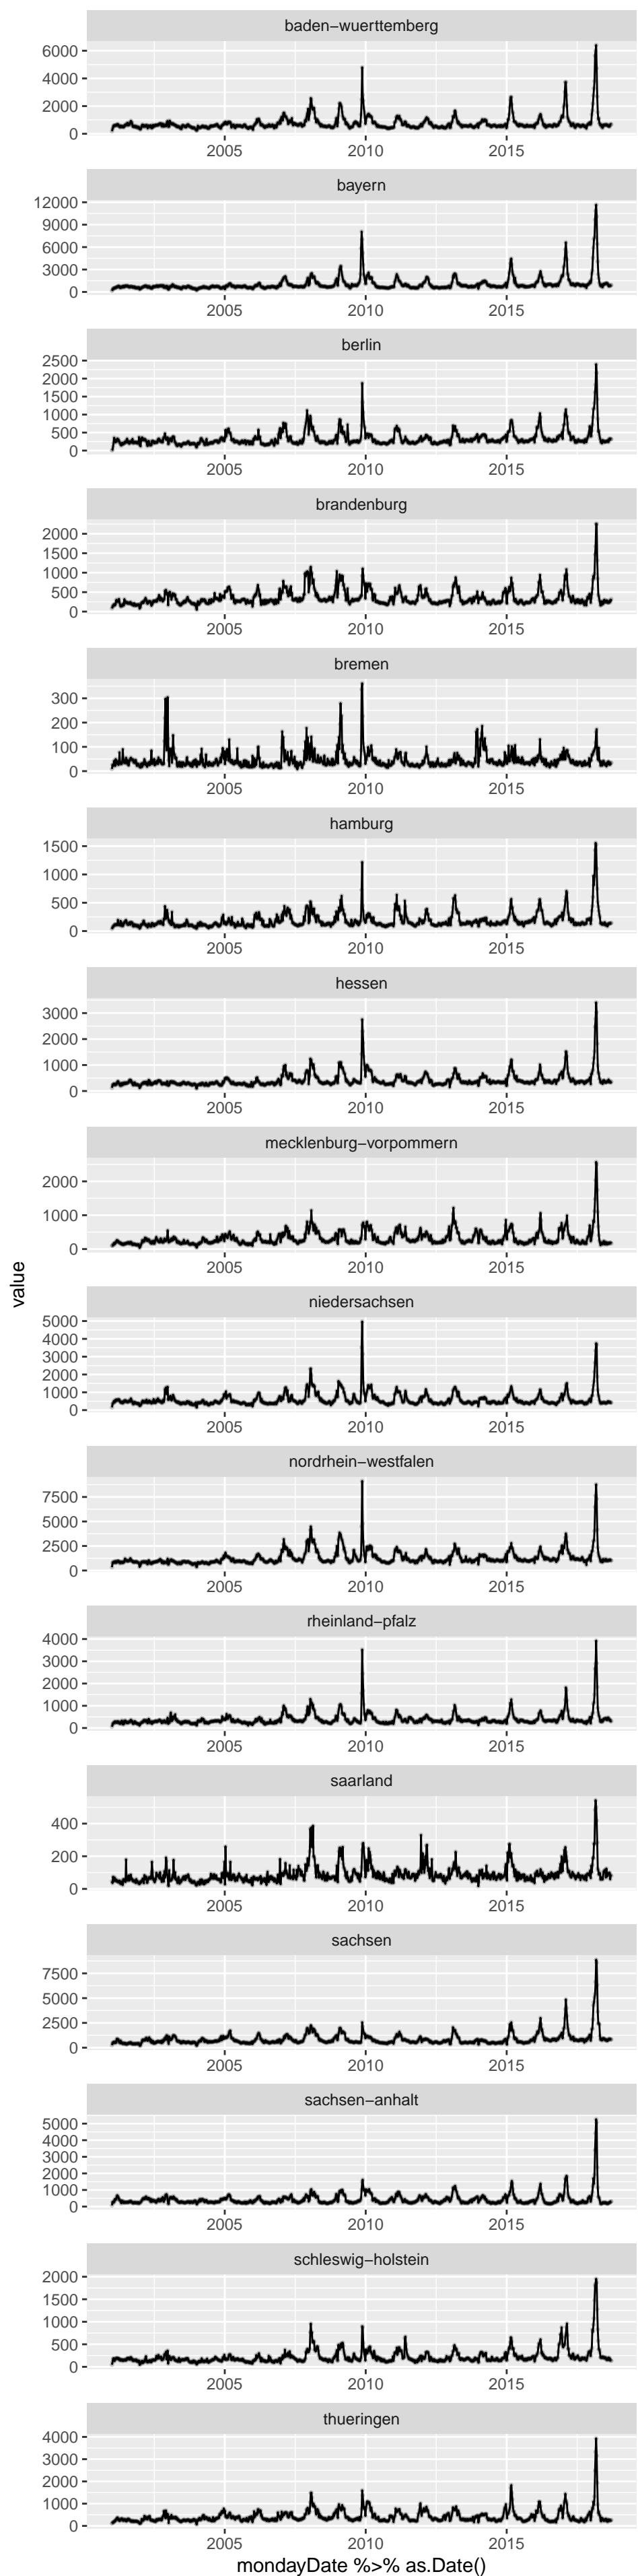 baden−wuerttemberg
6000
4000
2000
0
2005 2010 2015
bayern
12000
9000
6000
3000
0
2005 2010 2015
berlin
2500
2000
1500
1000
500
0
2005 2010 2015
brandenburg
2000
1500
1000
500
0
2005 2010 2015
bremen
300
200
100
0
2005 2010 2015
hamburg
1500
1000
500
0
2005 2010 2015
hessen
3000
2000
1000
0
2005 2010 2015
mecklenburg−vorpommern
2000
1000
0
2005 2010 2015
value
niedersachsen
5000
4000
3000
2000
1000
0
2005 2010 2015
nordrhein−westfalen
7500
5000
2500
0
2005 2010 2015
rheinland−pfalz
4000
3000
2000
1000
0
2005 2010 2015
saarland
400
200
0
2005 2010 2015
sachsen
7500
5000
2500
0
2005 2010 2015
sachsen−anhalt
5000
4000
3000
2000
1000
0
2005 2010 2015
schleswig−holstein
2000
1500
1000
500
0
2005 2010 2015
thueringen
4000
3000
2000
1000
0
2005 2010 2015
mondayDate %>% as.Date()